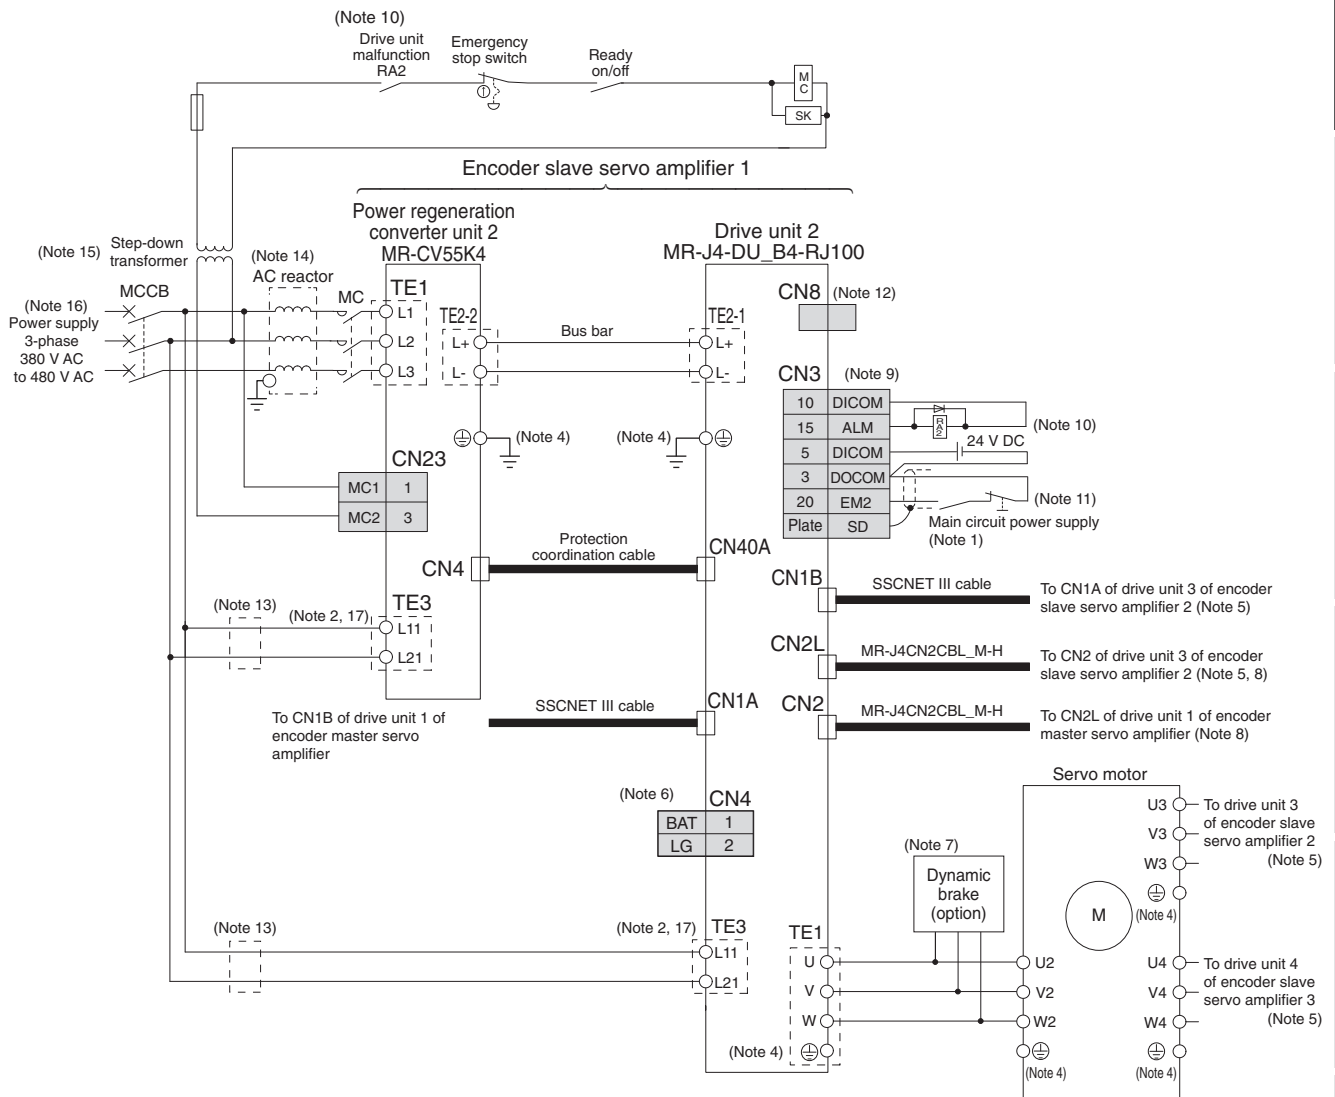 (Note 10)
Drive unit
malfunction
RA2
Emergency
stop switch
Ready
on/off
M
C
SK
Encoder slave servo amplifier 1
Power regeneration
converter unit 2
MR-CV55K4
Drive unit 2
MR-J4-DU_B4-RJ100
(Note 15)
Step-down
transformer
(Note 14)
AC reactor
MCCB
MC
TE1
TE2-2
TE2-1
CN8
(Note 12)
(Note 16)
Power supply
3-phase
380 V AC
to 480 V AC
L1
L2
L3
L+
L-
Bus bar
L+
L-
CN3
(Note 9)
10 DICOM
15 ALM
5 DICOM
3 DOCOM
20 EM2
Plate SD
RA2
(Note 10)
24 V DC
(Note 11)
Main circuit power supply
(Note 1)
(Note 4)
(Note 4)
CN23
MC1 1
MC2 3
CN4
Protection
coordination cable
CN40A
CN1B
SSCNET III cable
To CN1A of drive unit 3 of encoder
slave servo amplifier 2 (Note 5)
(Note 13)
(Note 2, 17)
TE3
L11
L21
CN2L
MR-J4CN2CBL_M-H
To CN2 of drive unit 3 of encoder
slave servo amplifier 2 (Note 5, 8)
To CN1B of drive unit 1 of
encoder master servo
amplifier
SSCNET III cable
CN1A
CN2
MR-J4CN2CBL_M-H
To CN2L of drive unit 1 of encoder
master servo amplifier (Note 8)
(Note 6)
CN4
BAT 1
LG 2
Servo motor
U3
V3
W3
To drive unit 3
of encoder slave
servo amplifier 2
(Note 5)
(Note 4)
(Note 7)
Dynamic
brake
(option)
M
(Note 13)
(Note 2, 17)
TE3
L11
L21
TE1
U
V
W
(Note 4)
U2
V2
W2
(Note 4)
U4
V4
W4
To drive unit 4
of encoder slave
servo amplifier 3
(Note 5)
(Note 4)